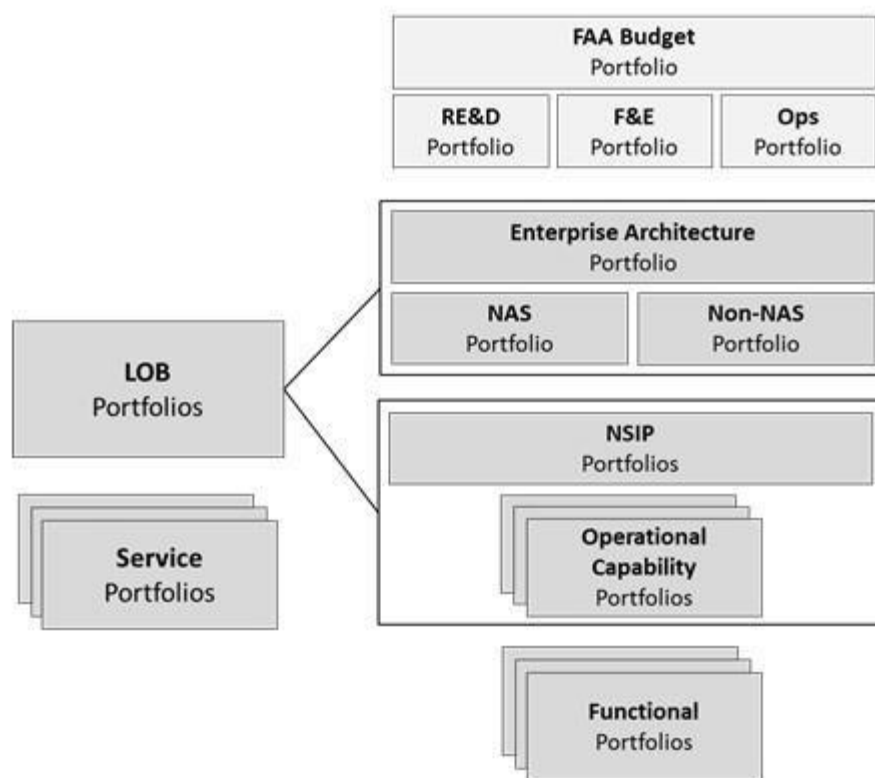 FAA Budget
Portfolio
RE&D
Portfolio
F&E
Portfolio
Ops
Portfolio
Enterprise Architecture
Portfolio
NAS
Portfolio
Non-NAS
Portfolio
LOB
Portfolios
NSIP
Portfolios
Service
Portfolios
Operational
Capability
Portfolios
Functional
Portfolios